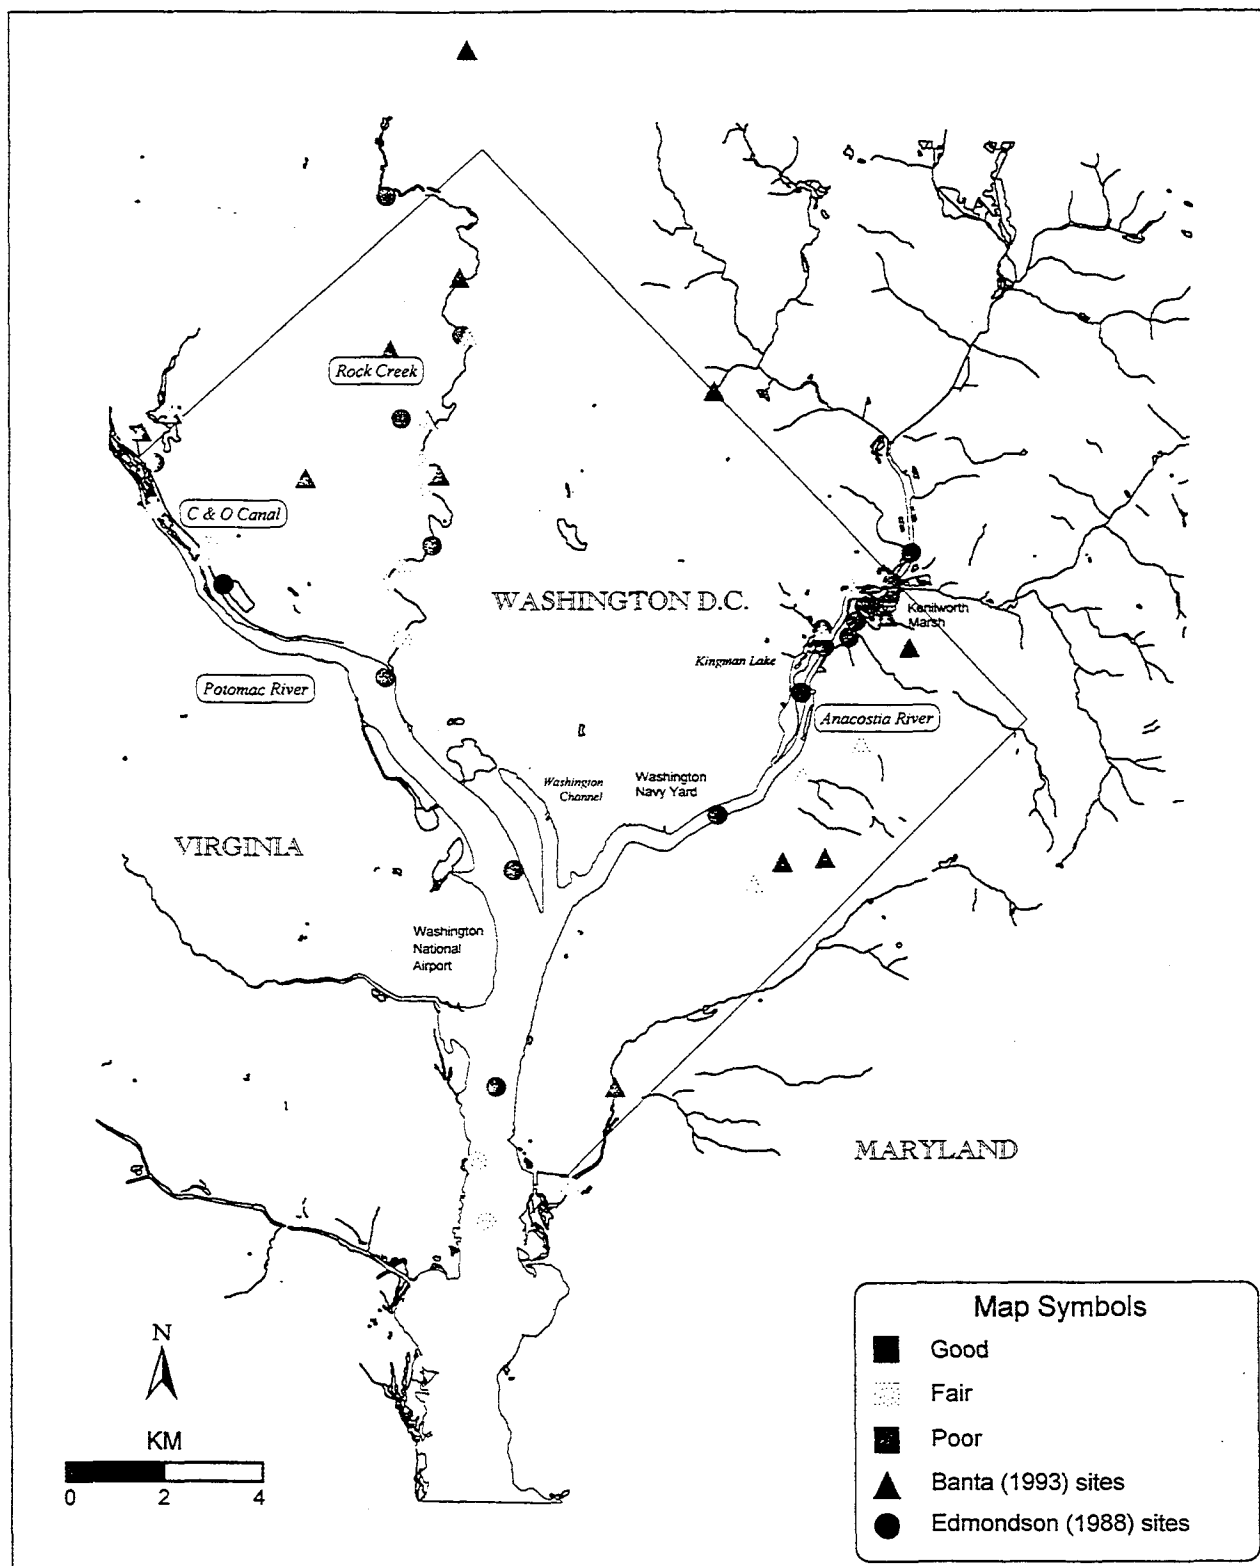 Rock Creek
C & O Canal
WASHINGTON D.C.
Kenilworth
Marsh
Kingman Lake
Potomac River
Anacostia River
Washington
Channel
Washington
Navy Yard
VIRGINIA
Washington
National
Airport
MARYLAND
N
KM
0 2 4
Map Symbols
Good
Fair
Poor
Banta (1993) sites
Edmondson (1988) sites